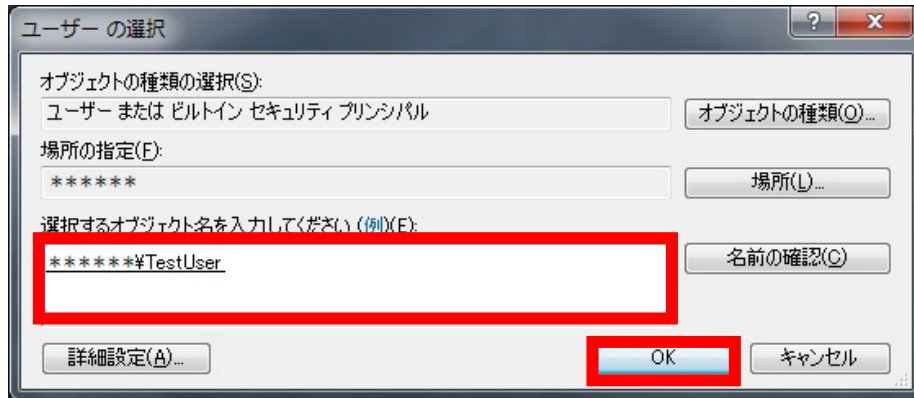 ユーザー の選択
オブジェクトの種類の選択(S):
ユーザー または ビルトイン セキュリティ プリンシパル
オブジェクトの種類(O)...
場所の指定(F):
******
場所(L)...
選択するオブジェクト名を入力してください (例)(E):
******¥TestUser
名前の確認(C)
詳細設定(A)...
OK
キャンセル